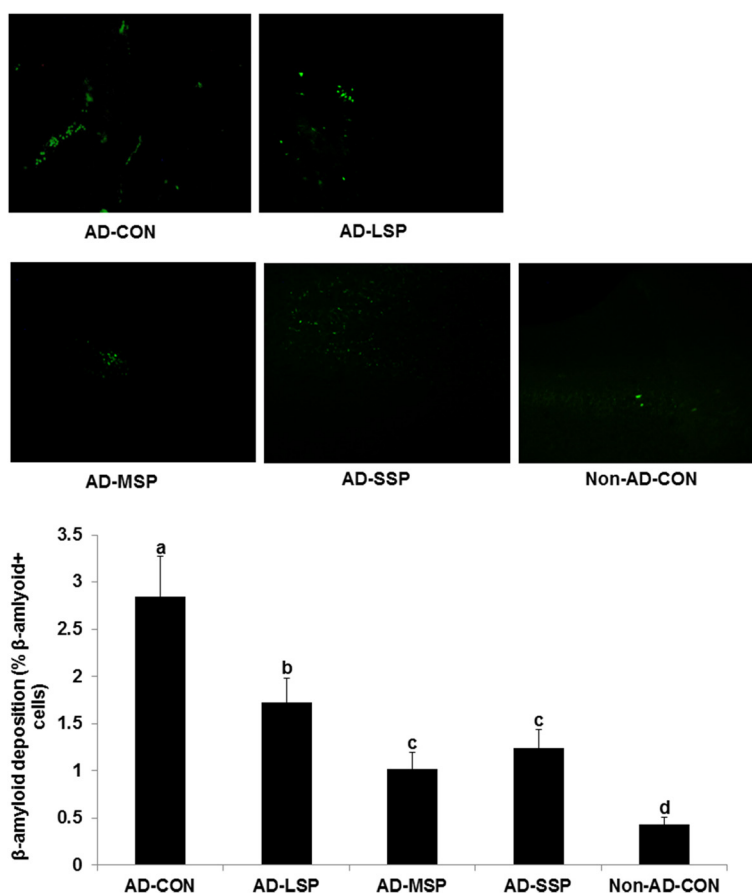 AD-CON
AD-LSP
AD-MSP
AD-SSP
Non-AD-CON
β-amyloid deposition (% β-amlyoid+
cells)
3.5
3
2.5
2
1.5
1
0.5
0
a
b
c
c
d
AD-CON
AD-LSP
AD-MSP
AD-SSP
Non-AD-CON